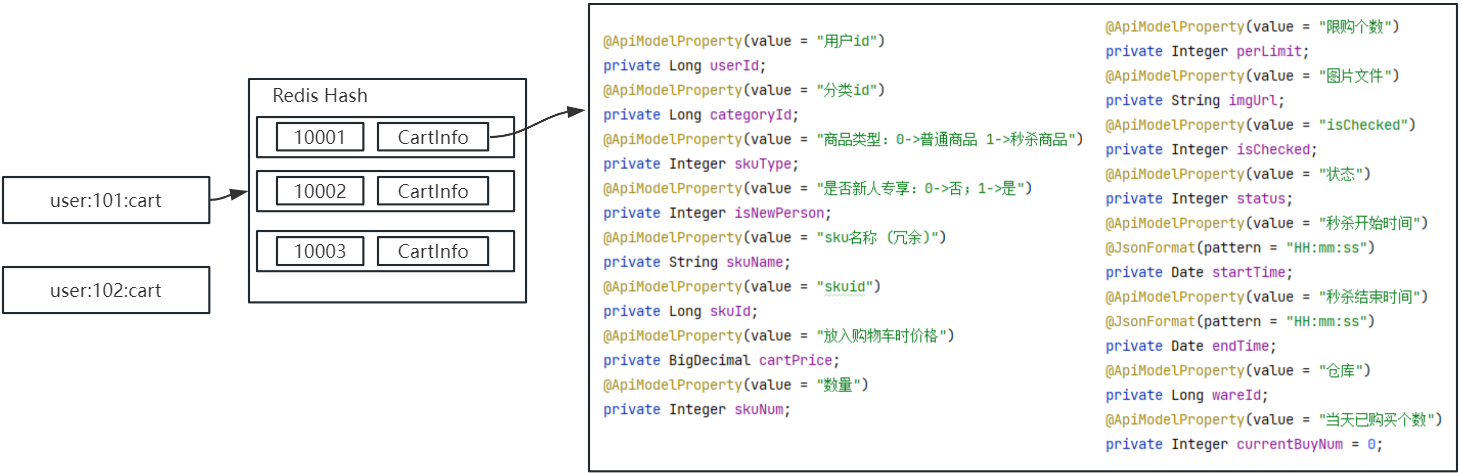 user:101:cart
user:102:cart
Redis Hash
10001 CartInfo
10002 CartInfo
10003 CartInfo
@ApiModelProperty(value = "用户id")
private Long userId;
@ApiModelProperty(value = "分类id")
private Long categoryId;
@ApiModelProperty(value = "商品类型：0->普通商品 1->秒杀商品")
private Integer skuType;
@ApiModelProperty(value = "是否新人专享：0->否；1->是")
private Integer isNewPerson;
@ApiModelProperty(value = "sku名称 (冗余)")
private String skuName;
@ApiModelProperty(value = "skuid")
private Long skuId;
@ApiModelProperty(value = "放入购物车时价格")
private BigDecimal cartPrice;
@ApiModelProperty(value = "数量")
private Integer skuNum;
@ApiModelProperty(value = "限购个数")
private Integer perLimit;
@ApiModelProperty(value = "图片文件")
private String imgUrl;
@ApiModelProperty(value = "isChecked")
private Integer isChecked;
@ApiModelProperty(value = "状态")
private Integer status;
@ApiModelProperty(value = "秒杀开始时间")
@JsonFormat(pattern = "HH:mm:ss")
private Date startTime;
@ApiModelProperty(value = "秒杀结束时间")
@JsonFormat(pattern = "HH:mm:ss")
private Date endTime;
@ApiModelProperty(value = "仓库")
private Long wareId;
@ApiModelProperty(value = "当天已购买个数")
private Integer currentBuyNum = 0;